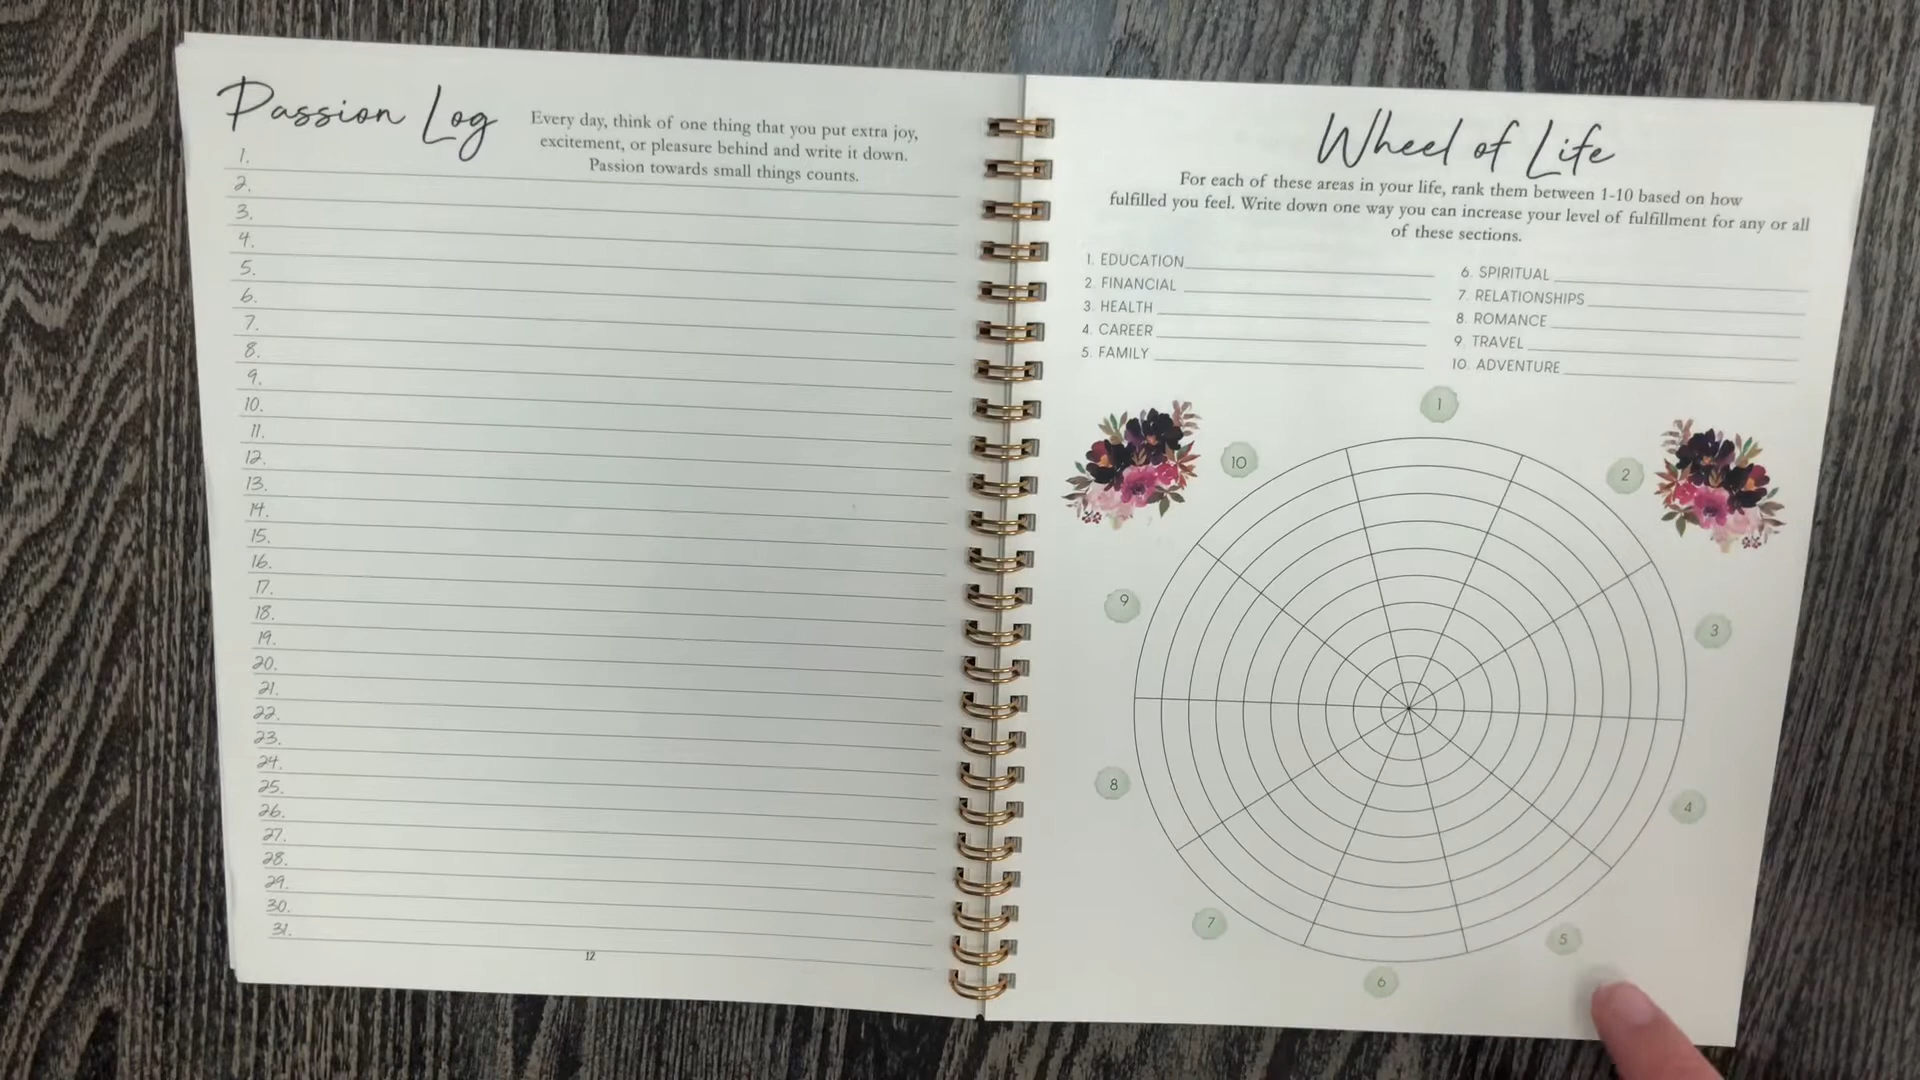 Passion Log
Every day, think of one thing that you put extra joy,
excitement, or pleasure behind and write it down.
Passion towards small things counts.
1.
2.
3.
4.
5.
6.
7.
8.
9.
10.
11.
12.
13.
14.
15.
16.
17.
18.
19.
20.
21.
22.
23.
24.
25.
26.
27.
28.
29.
30.
31.
12
Wheel of Life
For each of these areas in your life, rank them between 1-10 based on how
fulfilled you feel. Write down one way you can increase your level of fulfillment for any or all
of these sections.
1. EDUCATION
2. FINANCIAL
3. HEALTH
4. CAREER
5. FAMILY
6. SPIRITUAL
7. RELATIONSHIPS
8. ROMANCE
9. TRAVEL
10. ADVENTURE
1
2
3
4
5
6
7
8
9
10